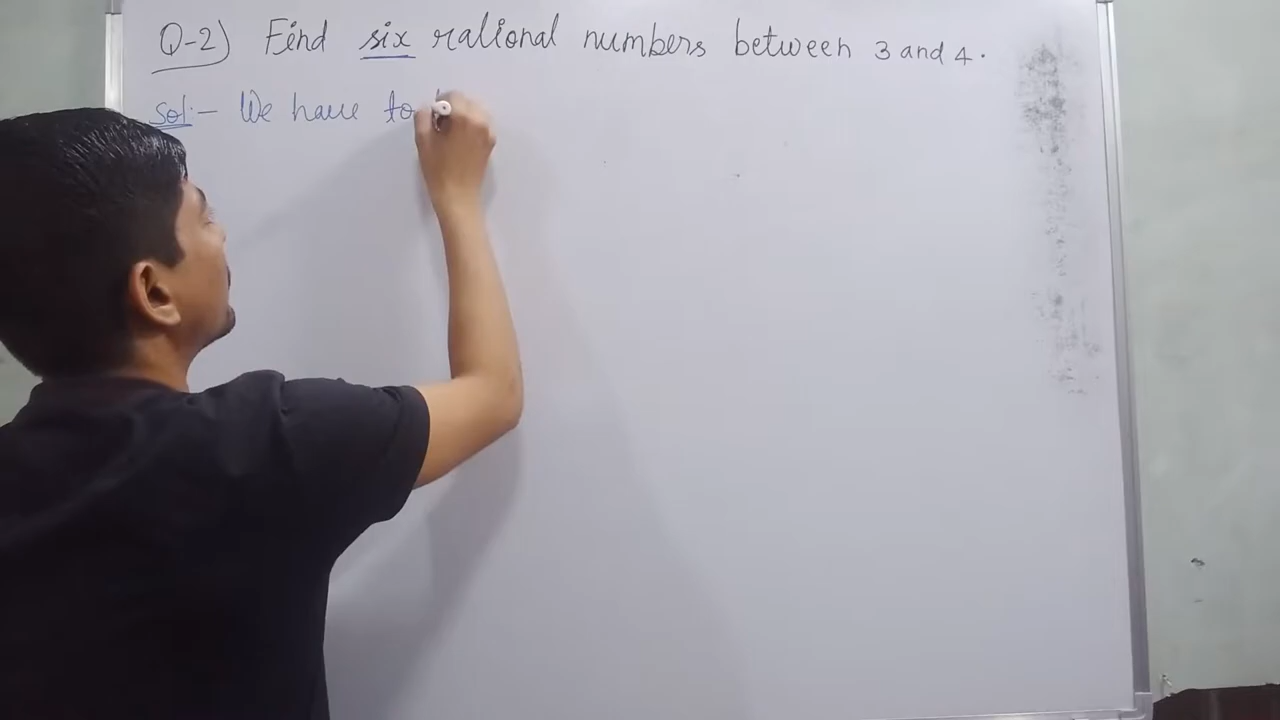 Q-2) Find six rational numbers between 3 and 4.
Sol:- We have to